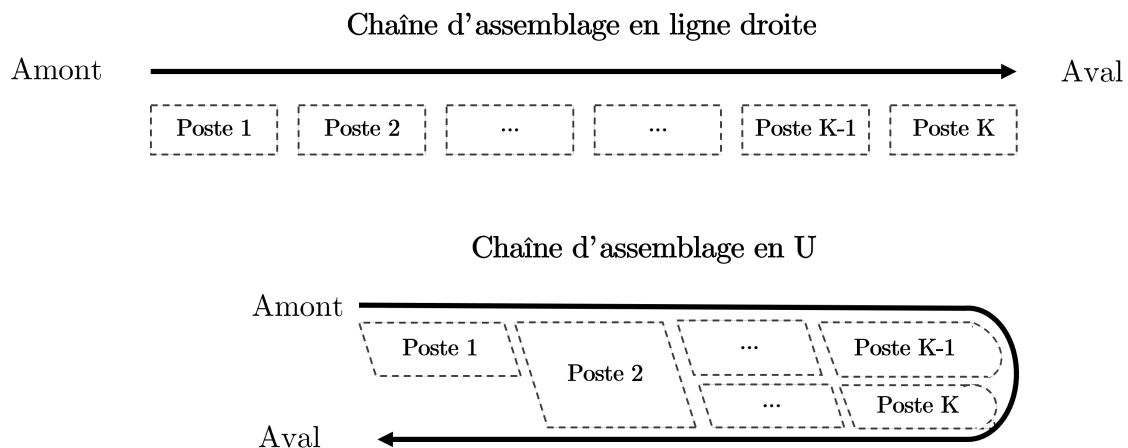 Chaîne d'assemblage en ligne droite
Amont
Aval
Poste 1
Poste 2
...
...
Poste K-1
Poste K
Chaîne d'assemblage en U
Amont
Poste 1
Poste 2
...
Poste K-1
...
Poste K
Aval